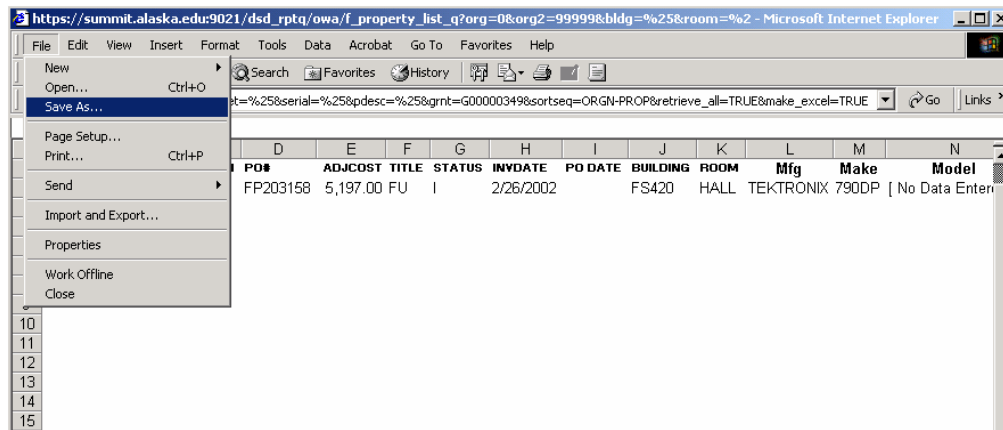 https://summit.alaska.edu:9021/dsd_rptq/owa/f_property_list_q?org=0&org2=99999&bldg=%25&room=%2 - Microsoft Internet Explorer
File Edit View Insert Format Tools Data Acrobat Go To Favorites Help
Search Favorites History
et=%25&serial=%25&pdesc=%25&grnt=G00000349&sortseq=ORGN-PROP&retrieve_all=TRUE&make_excel=TRUE Go Links
New
Open... Ctrl+O
Save As...
Page Setup...
Print... Ctrl+P
Send
Import and Export...
Properties
Work Offline
Close
D E F G H I J K L M N
PO# ADJCOST TITLE STATUS INVDATE PO DATE BUILDING ROOM Mfg Make Model
FP203158 5,197.00 FU I 2/26/2002 FS420 HALL TEKTRONIX 790DP [ No Data Enter
10
11
12
13
14
15